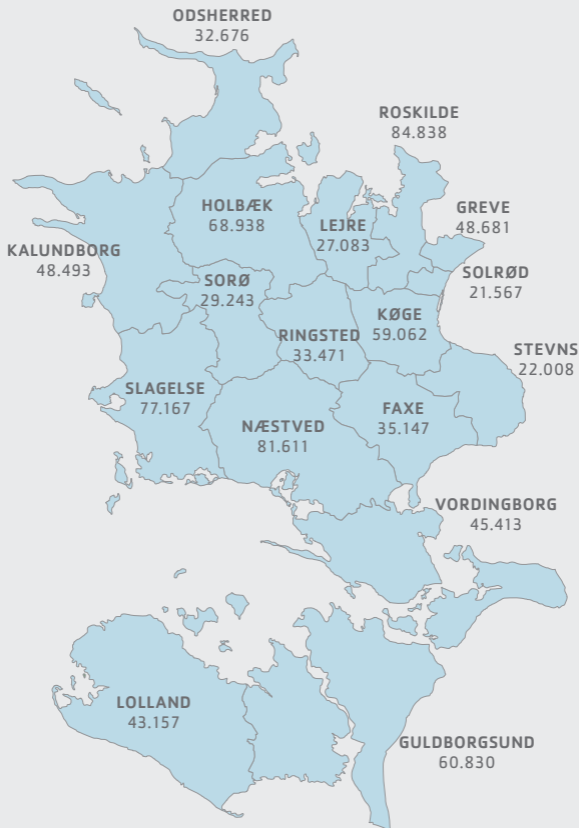 ODSHERRED
32.676
ROSKILDE
84.838
HOLBÆK
68.938
LEJRE
27.083
GREVE
48.681
KALUNDBORG
48.493
SOLRØD
21.567
SORØ
29.243
KØGE
59.062
RINGSTED
33.471
STEVNS
22.008
SLAGELSE
77.167
FAXE
35.147
NÆSTVED
81.611
VORDINGBORG
45.413
LOLLAND
43.157
GULDBORGSUND
60.830